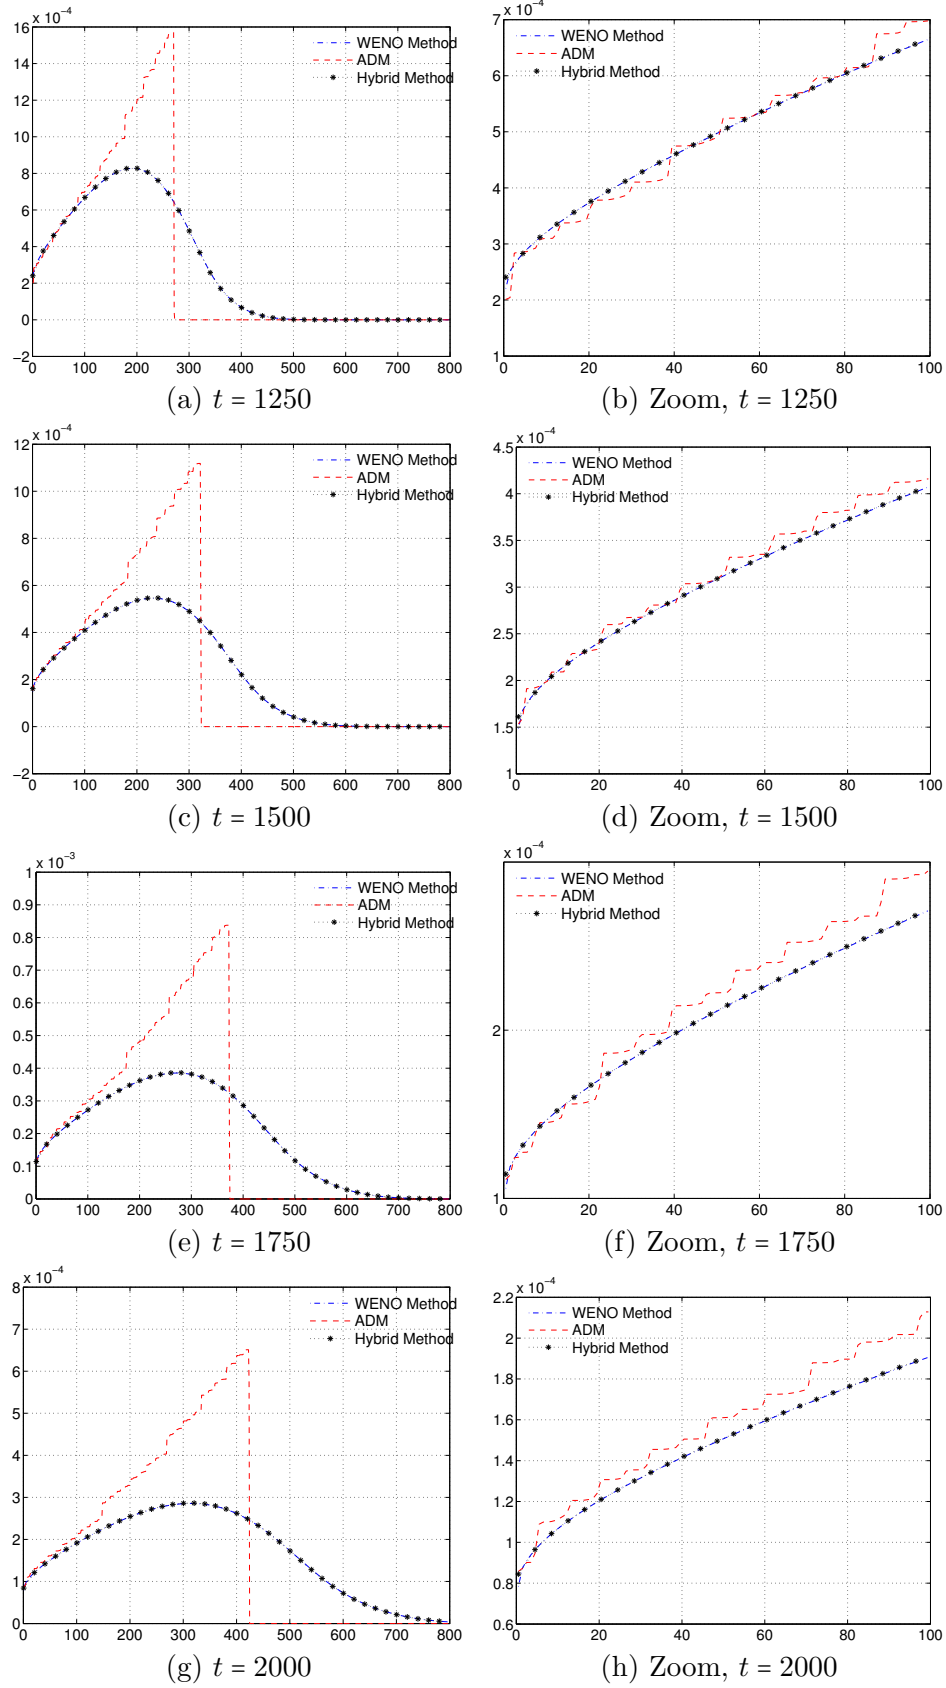 x 10⁻⁴
16
14
12
10
8
6
4
2
0
−2
0 100 200 300 400 500 600 700 800
WENO Method
ADM
Hybrid Method
(a) t = 1250
x 10⁻⁴
7
6
5
4
3
2
1
0 20 40 60 80 100
WENO Method
ADM
Hybrid Method
(b) Zoom, t = 1250
x 10⁻⁴
12
10
8
6
4
2
0
−2
0 100 200 300 400 500 600 700 800
WENO Method
ADM
Hybrid Method
(c) t = 1500
x 10⁻⁴
4.5
4
3.5
3
2.5
2
1.5
1
0 20 40 60 80 100
WENO Method
ADM
Hybrid Method
(d) Zoom, t = 1500
x 10⁻³
1
0.9
0.8
0.7
0.6
0.5
0.4
0.3
0.2
0.1
0
0 100 200 300 400 500 600 700 800
WENO Method
ADM
Hybrid Method
(e) t = 1750
x 10⁻⁴
2
1
0 20 40 60 80 100
WENO Method
ADM
Hybrid Method
(f) Zoom, t = 1750
x 10⁻⁴
8
7
6
5
4
3
2
1
0
0 100 200 300 400 500 600 700 800
WENO Method
ADM
Hybrid Method
(g) t = 2000
x 10⁻⁴
2.2
2
1.8
1.6
1.4
1.2
1
0.8
0.6
0 20 40 60 80 100
WENO Method
ADM
Hybrid Method
(h) Zoom, t = 2000